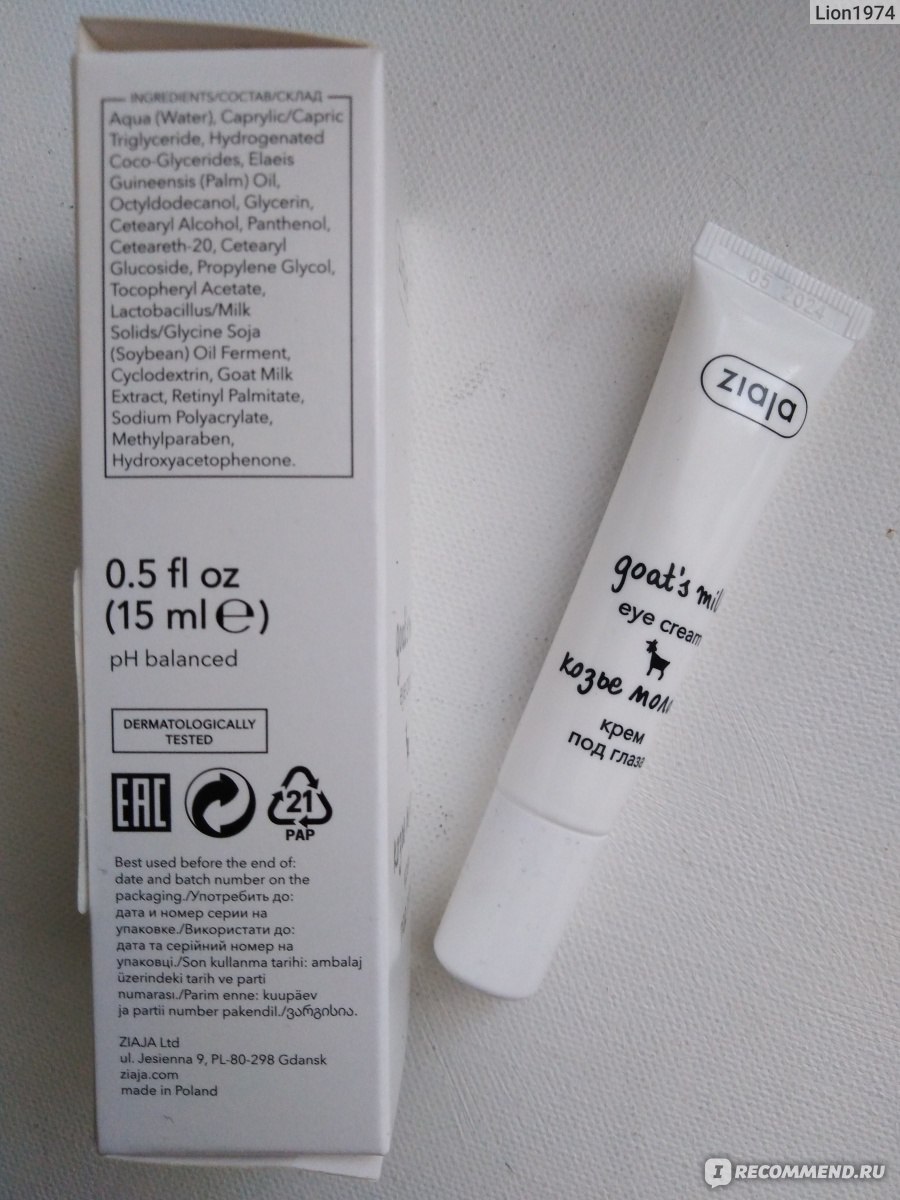 Lion1974
INGREDIENTS/СОСТАВ/СКЛАД
Aqua (Water), Caprylic/Capric
Triglyceride, Hydrogenated
Coco-Glycerides, Elaeis
Guineensis (Palm) Oil,
Octyldodecanol, Glycerin,
Cetearyl Alcohol, Panthenol,
Ceteareth-20, Cetearyl
Glucoside, Propylene Glycol,
Tocopheryl Acetate,
Lactobacillus/Milk
Solids/Glycine Soja
(Soybean) Oil Ferment,
Cyclodextrin, Goat Milk
Extract, Retinyl Palmitate,
Sodium Polyacrylate,
Methylparaben,
Hydroxyacetophenone.
0.5 fl oz
(15 ml ℮)
pH balanced
DERMATOLOGICALLY
TESTED
EAC
21
PAP
Best used before the end of:
date and batch number on the
packaging./Употребить до:
дата и номер серии на
упаковке./Використати до:
дата та серійний номер на
упаковці./Son kullanma tarihi: ambalaj
üzerindeki tarih ve parti
numarası./Parim enne: kuupäev
ja partii number pakendil./ვარგისია.
ZIAJA Ltd
ul. Jesienna 9, PL-80-298 Gdansk
ziaja.com
made in Poland
05 2024
ziaja
goat's mil
eye cream
козье моло
крем
под глаза
IRECOMMEND.RU